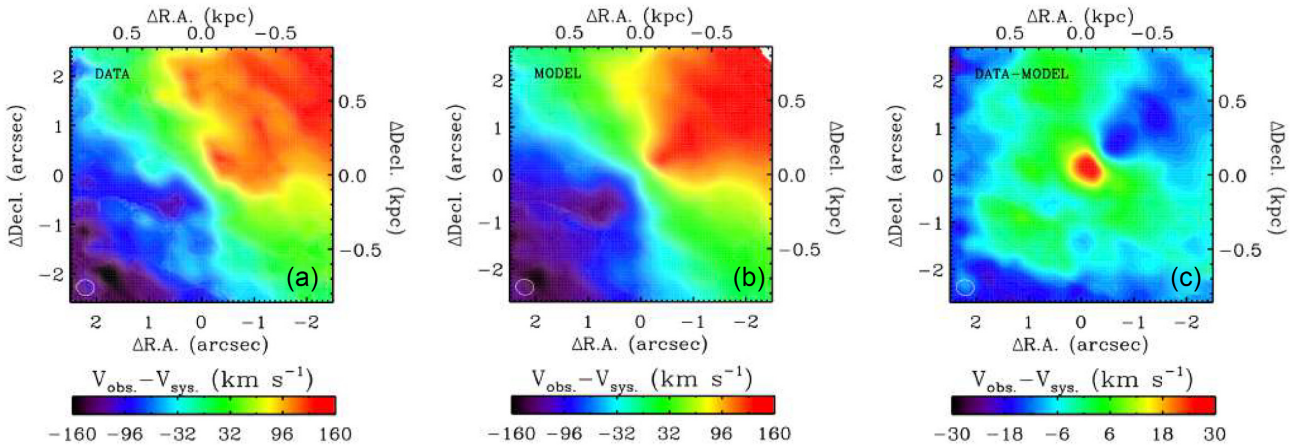 ΔR.A. (kpc)
0.5 0.0 −0.5
DATA
ΔDecl. (arcsec)
2
1
0
−1
−2
0.5
0.0
−0.5
ΔDecl. (kpc)
(a)
2 1 0 −1 −2
ΔR.A. (arcsec)
V_obs.−V_sys. (km s⁻¹)
−160 −96 −32 32 96 160
ΔR.A. (kpc)
0.5 0.0 −0.5
MODEL
ΔDecl. (arcsec)
2
1
0
−1
−2
0.5
0.0
−0.5
ΔDecl. (kpc)
(b)
2 1 0 −1 −2
ΔR.A. (arcsec)
V_obs.−V_sys. (km s⁻¹)
−160 −96 −32 32 96 160
ΔR.A. (kpc)
0.5 0.0 −0.5
DATA−MODEL
ΔDecl. (arcsec)
2
1
0
−1
−2
0.5
0.0
−0.5
ΔDecl. (kpc)
(c)
2 1 0 −1 −2
ΔR.A. (arcsec)
V_obs.−V_sys. (km s⁻¹)
−30 −18 −6 6 18 30